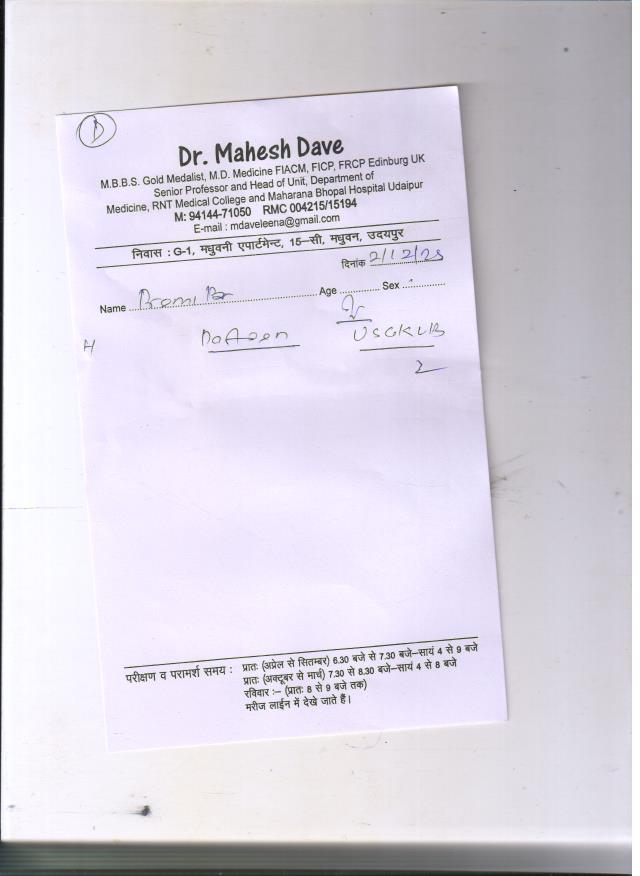 D
Dr. Mahesh Dave
M.B.B.S. Gold Medalist, M.D. Medicine FIACM, FICP, FRCP Edinburg UK
Senior Professor and Head of Unit, Department of
Medicine, RNT Medical College and Maharana Bhopal Hospital Udaipur
M: 94144-71050 RMC 004215/15194
E-mail : mdaveleena@gmail.com
निवास : G-1, मधुवनी एपार्टमेन्ट, 15–सी, मधुवन, उदयपुर
दिनांक 2/12/25
Name Age Sex
USG KUB
2
परीक्षण व परामर्श समय : प्रातः (अप्रेल से सितम्बर) 6.30 बजे से 7.30 बजे–सायं 4 से 9 बजे
प्रातः (अक्टूबर से मार्च) 7.30 से 8.30 बजे–सायं 4 से 8 बजे
रविवार :– (प्रातः 8 से 9 बजे तक)
मरीज लाईन में देखे जाते हैं।